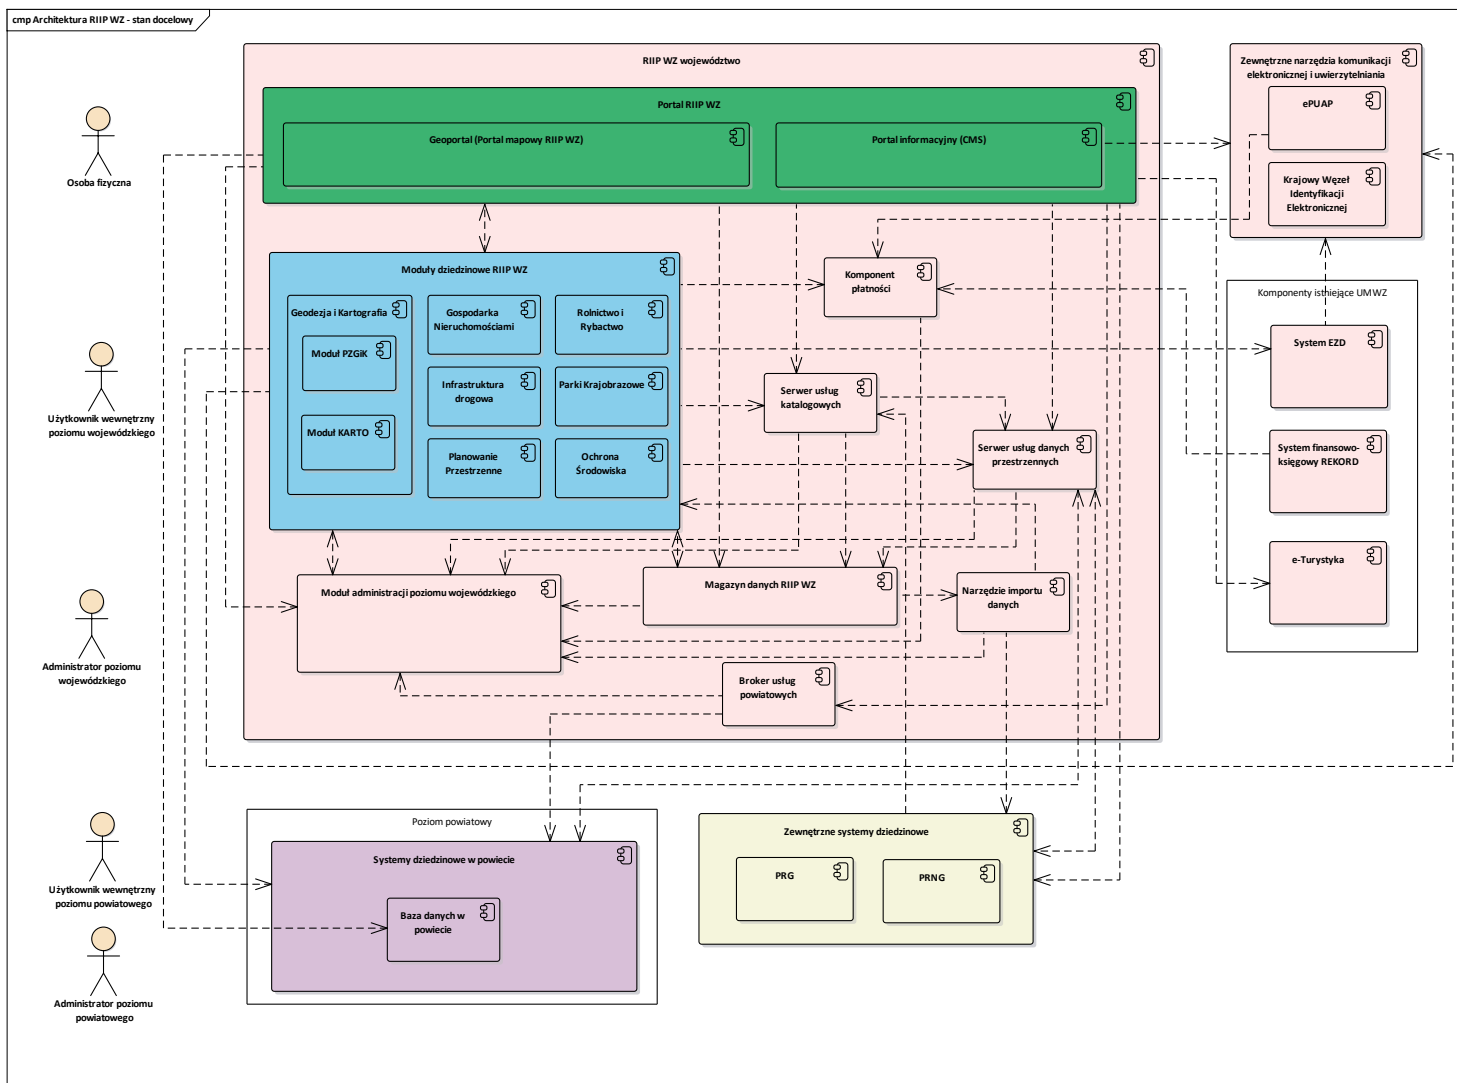 cmp Architektura RIIP WZ - stan docelowy
RIIP WZ województwo
Portal RIIP WZ
Geoportal (Portal mapowy RIIP WZ)
Portal informacyjny (CMS)
Zewnętrzne narzędzia komunikacji
elektronicznej i uwierzytelniania
ePUAP
Krajowy Węzeł
Identyfikacji
Elektronicznej
Osoba fizyczna
Moduły dziedzinowe RIIP WZ
Geodezja i Kartografia
Moduł PZGiK
Moduł KARTO
Gospodarka
Nieruchomościami
Rolnictwo i
Rybactwo
Infrastruktura
drogowa
Parki Krajobrazowe
Planowanie
Przestrzenne
Ochrona
Środowiska
Komponent
płatności
Serwer usług
katalogowych
Serwer usług danych
przestrzennych
Komponenty istniejące UMWZ
System EZD
System finansowo-
księgowy REKORD
e-Turystyka
Użytkownik wewnętrzny
poziomu wojewódzkiego
Moduł administracji poziomu wojewódzkiego
Magazyn danych RIIP WZ
Narzędzie importu
danych
Broker usług
powiatowych
Administrator poziomu
wojewódzkiego
Poziom powiatowy
Systemy dziedzinowe w powiecie
Baza danych w
powiecie
Zewnętrzne systemy dziedzinowe
PRG
PRNG
Użytkownik wewnętrzny
poziomu powiatowego
Administrator poziomu
powiatowego